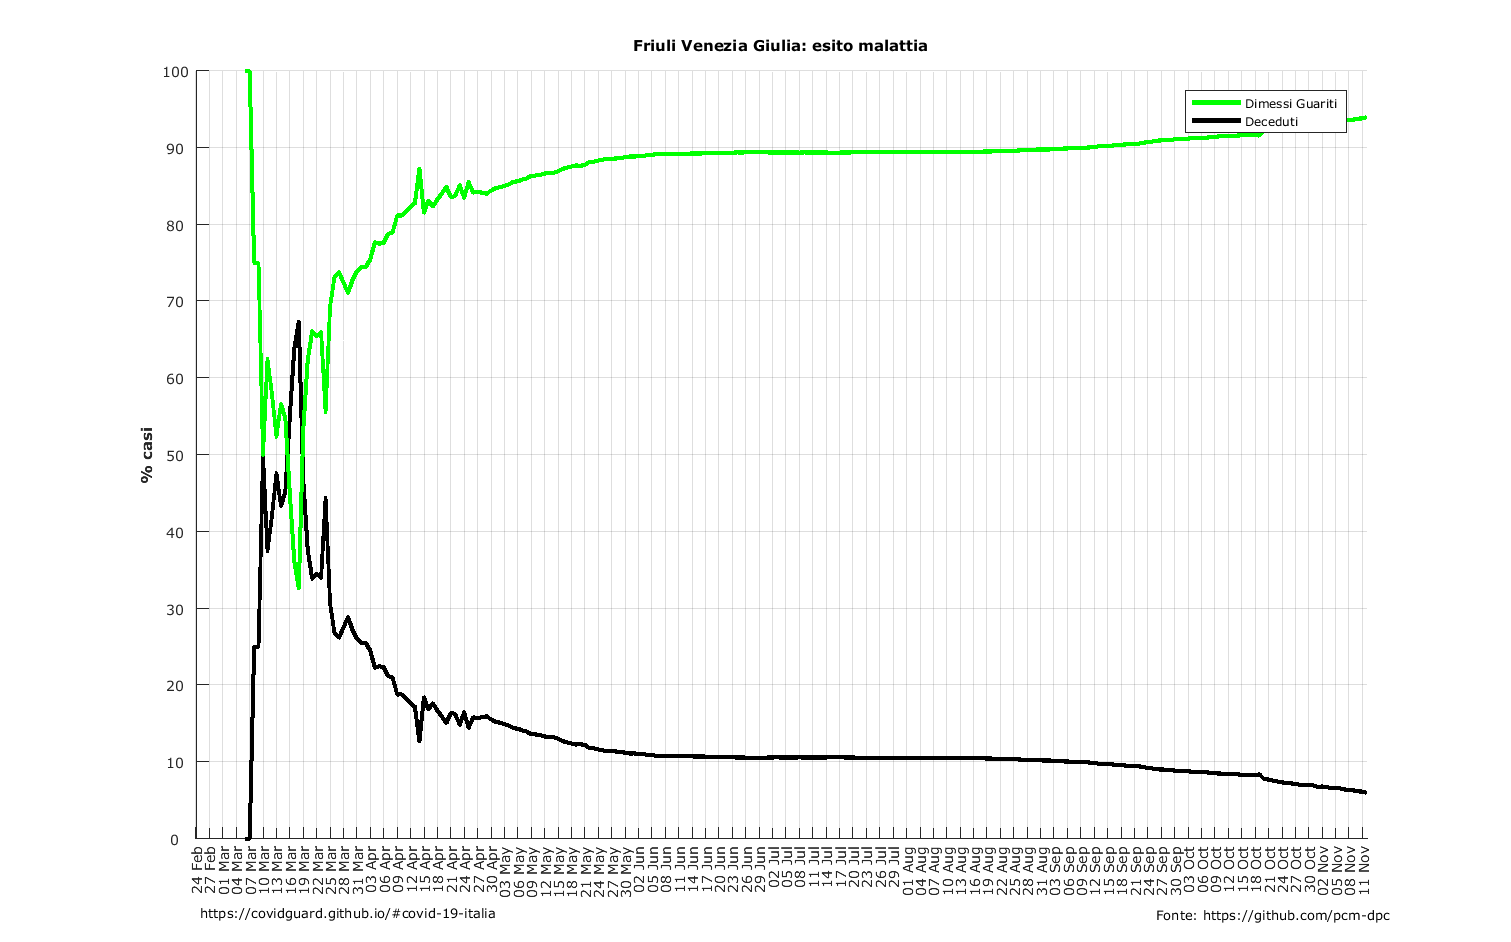 Friuli Venezia Giulia: esito malattia
Dimessi Guariti
Deceduti
% casi
100
90
80
70
60
50
40
30
20
10
0
24 Feb
27 Feb
01 Mar
04 Mar
07 Mar
10 Mar
13 Mar
16 Mar
19 Mar
22 Mar
25 Mar
28 Mar
31 Mar
03 Apr
06 Apr
09 Apr
12 Apr
15 Apr
18 Apr
21 Apr
24 Apr
27 Apr
30 Apr
03 May
06 May
09 May
12 May
15 May
18 May
21 May
24 May
27 May
30 May
02 Jun
05 Jun
08 Jun
11 Jun
14 Jun
17 Jun
20 Jun
23 Jun
26 Jun
29 Jun
02 Jul
05 Jul
08 Jul
11 Jul
14 Jul
17 Jul
20 Jul
23 Jul
26 Jul
29 Jul
01 Aug
04 Aug
07 Aug
10 Aug
13 Aug
16 Aug
19 Aug
22 Aug
25 Aug
28 Aug
31 Aug
03 Sep
06 Sep
09 Sep
12 Sep
15 Sep
18 Sep
21 Sep
24 Sep
27 Sep
30 Sep
03 Oct
06 Oct
09 Oct
12 Oct
15 Oct
18 Oct
21 Oct
24 Oct
27 Oct
30 Oct
02 Nov
05 Nov
08 Nov
11 Nov
https://covidguard.github.io/#covid-19-italia
Fonte: https://github.com/pcm-dpc